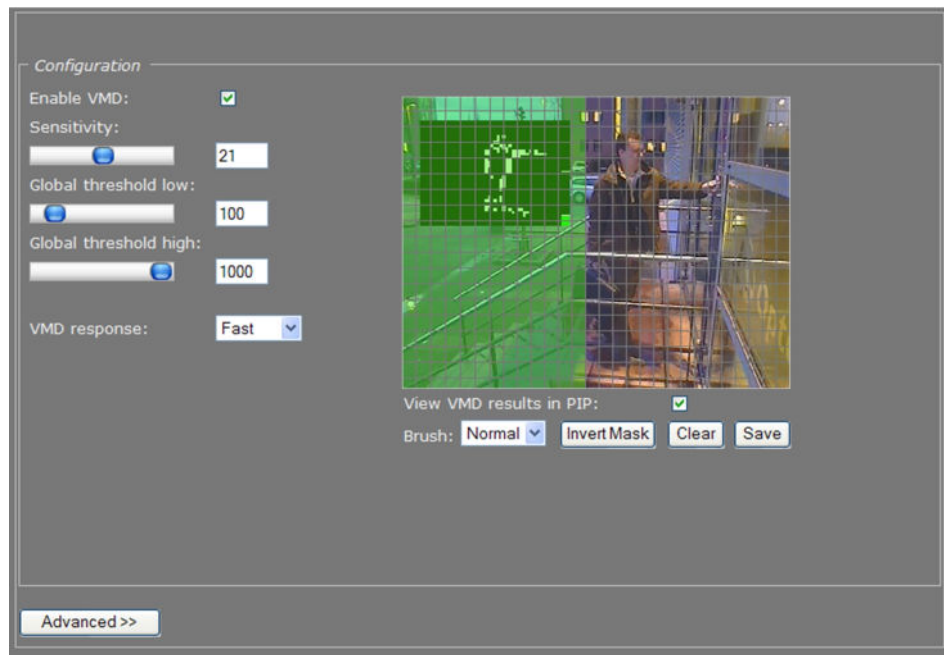 Configuration
Enable VMD:
Sensitivity:
21
Global threshold low:
100
Global threshold high:
1000
VMD response: Fast
View VMD results in PIP:
Brush: Normal Invert Mask Clear Save
Advanced >>